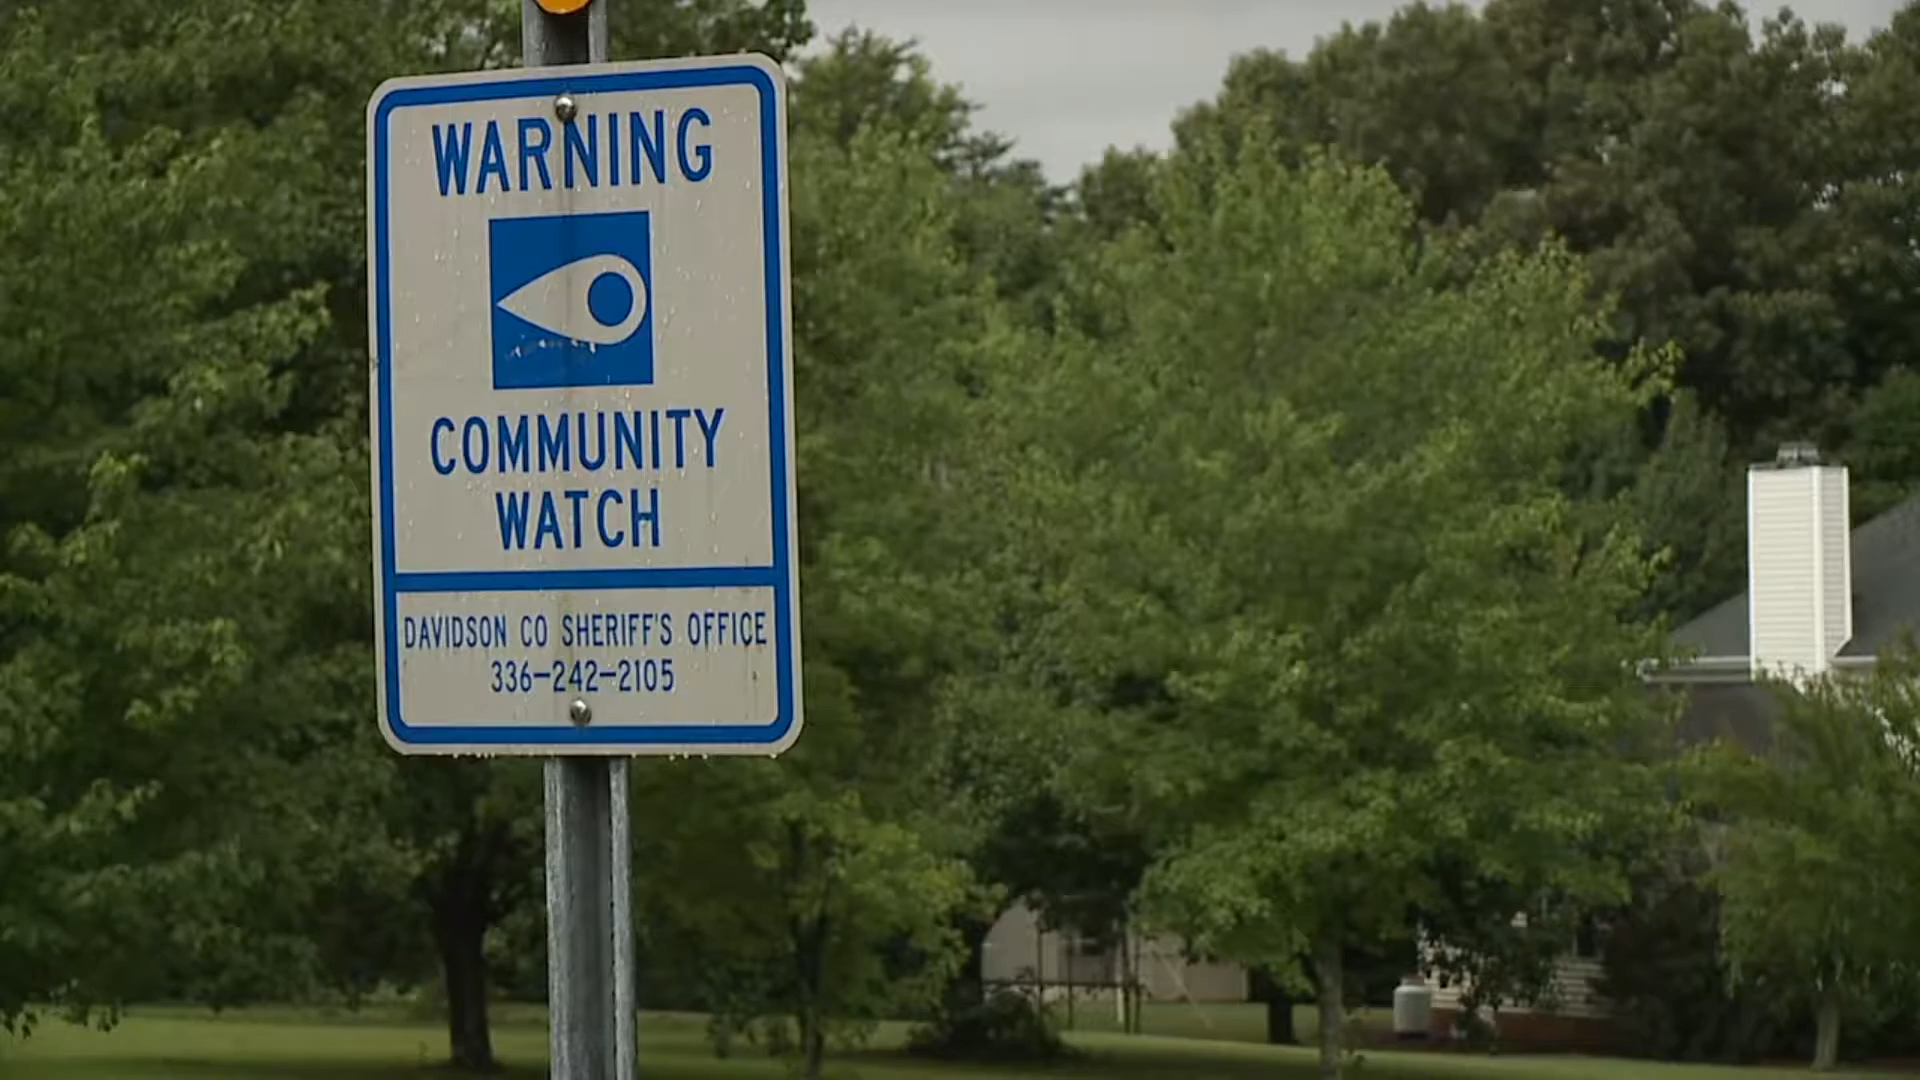 WARNING
COMMUNITY
WATCH
DAVIDSON CO SHERIFF'S OFFICE
336-242-2105